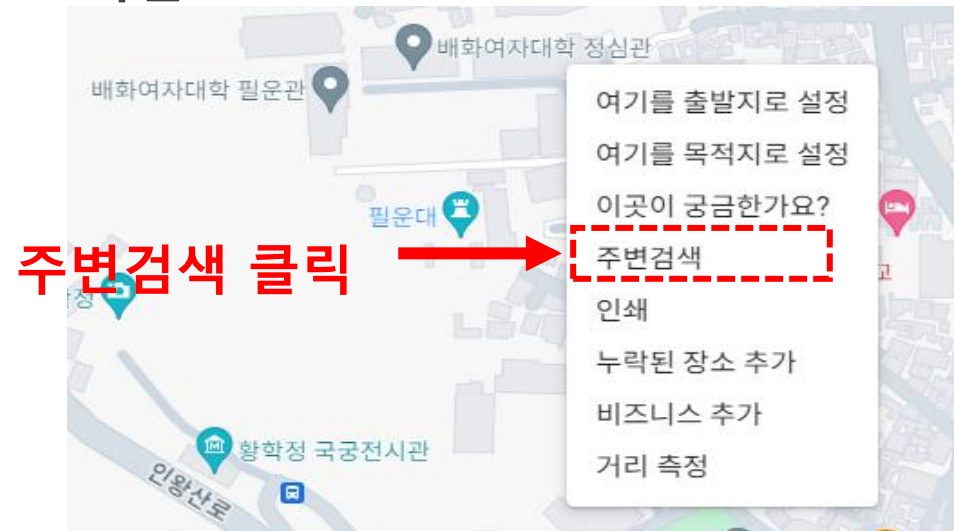 배화여자대학 정심관
배화여자대학 필운관
여기를 출발지로 설정
여기를 목적지로 설정
이곳이 궁금한가요?
필운대
주변검색 클릭
주변검색
고
정
인쇄
누락된 장소 추가
비즈니스 추가
황학정 국궁전시관
거리 측정
인왕산로